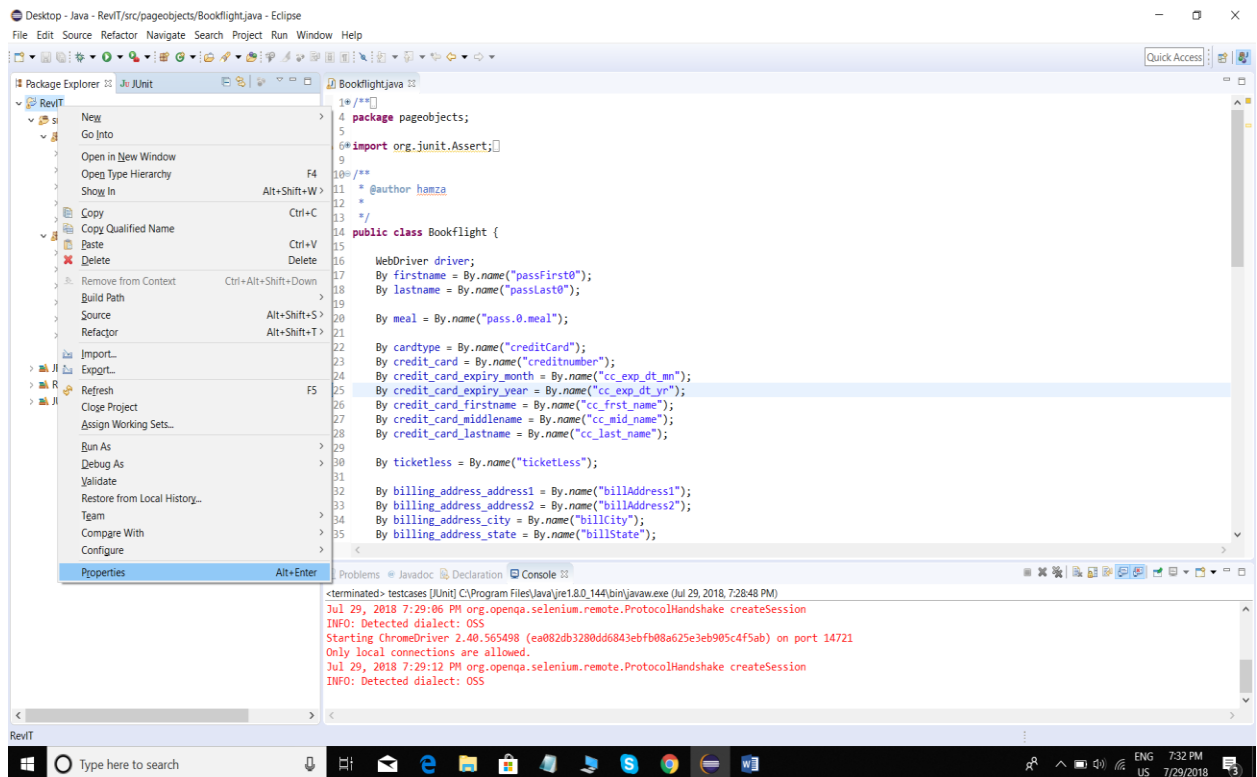 Desktop - Java - RevIT/src/pageobjects/Bookflight.java - Eclipse
File Edit Source Refactor Navigate Search Project Run Window Help
Quick Access
Package Explorer
Ju JUnit
Bookflight.java
RevIT
New
Go Into
Open in New Window
Open Type Hierarchy F4
Show In Alt+Shift+W
Copy Ctrl+C
Copy Qualified Name
Paste Ctrl+V
Delete Delete
Remove from Context Ctrl+Alt+Shift+Down
Build Path
Source Alt+Shift+S
Refactor Alt+Shift+T
Import...
Export...
Refresh F5
Close Project
Assign Working Sets...
Run As
Debug As
Validate
Restore from Local History...
Team
Compare With
Configure
Properties Alt+Enter
1 /**
4 package pageobjects;
5
6 import org.junit.Assert;
9
10 /**
11 * @author hamza
12 *
13 */
14 public class Bookflight {
15
16 WebDriver driver;
17 By firstname = By.name("passFirst0");
18 By lastname = By.name("passLast0");
19
20 By meal = By.name("pass.0.meal");
21
22 By cardtype = By.name("creditCard");
23 By credit_card = By.name("creditnumber");
24 By credit_card_expiry_month = By.name("cc_exp_dt_mn");
25 By credit_card_expiry_year = By.name("cc_exp_dt_yr");
26 By credit_card_firstname = By.name("cc_frst_name");
27 By credit_card_middlename = By.name("cc_mid_name");
28 By credit_card_lastname = By.name("cc_last_name");
29
30 By ticketless = By.name("ticketLess");
31
32 By billing_address_address1 = By.name("billAddress1");
33 By billing_address_address2 = By.name("billAddress2");
34 By billing_address_city = By.name("billCity");
35 By billing_address_state = By.name("billState");
Problems @ Javadoc Declaration Console
<terminated> testcases [JUnit] C:\Program Files\Java\jre1.8.0_144\bin\javaw.exe (Jul 29, 2018, 7:28:48 PM)
Jul 29, 2018 7:29:06 PM org.openqa.selenium.remote.ProtocolHandshake createSession
INFO: Detected dialect: OSS
Starting ChromeDriver 2.40.565498 (ea082db3280dd6843ebfb08a625e3eb905c4f5ab) on port 14721
Only local connections are allowed.
Jul 29, 2018 7:29:12 PM org.openqa.selenium.remote.ProtocolHandshake createSession
INFO: Detected dialect: OSS
RevIT
Type here to search
ENG
US
7:32 PM
7/29/2018
3